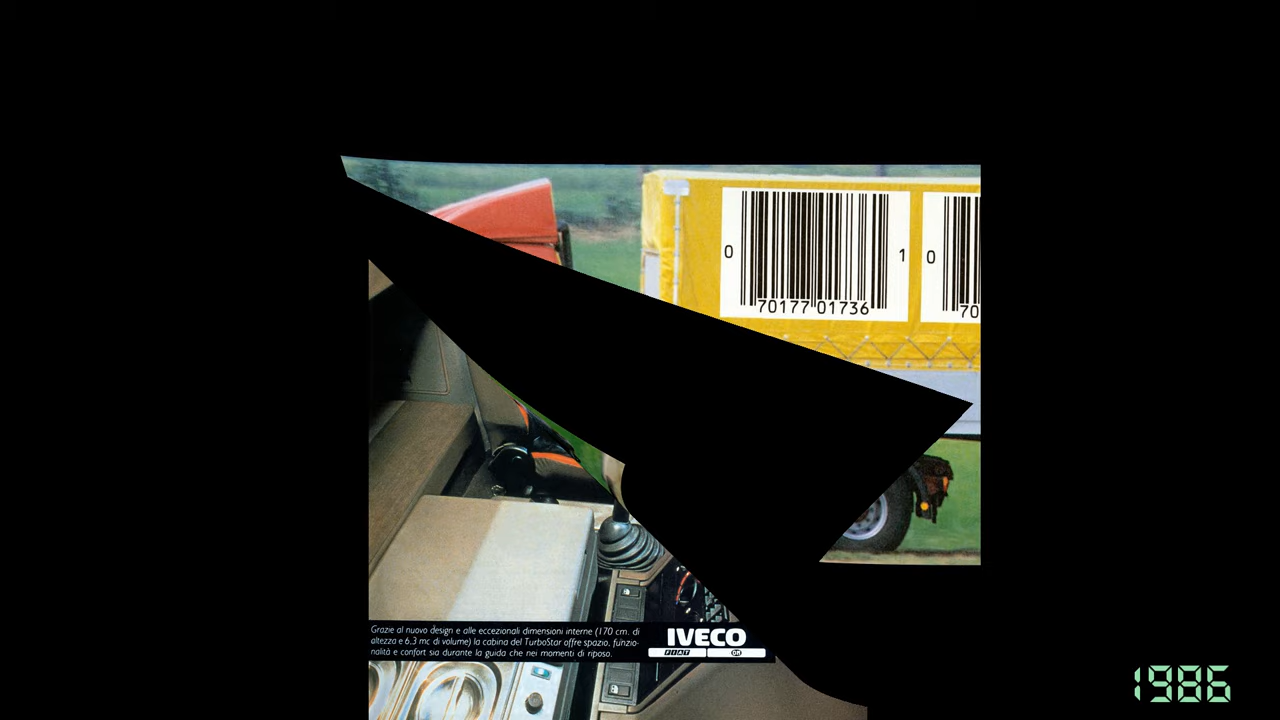 0 70177 01736 1
0 70
Grazie al nuovo design e alle eccezionali dimensioni interne (170 cm. di
altezza e 6,3 mc di volume) la cabina del TurboStar offre spazio, funzio-
nalità e confort sia durante la guida che nei momenti di riposo.
IVECO
FIAT OM
1986